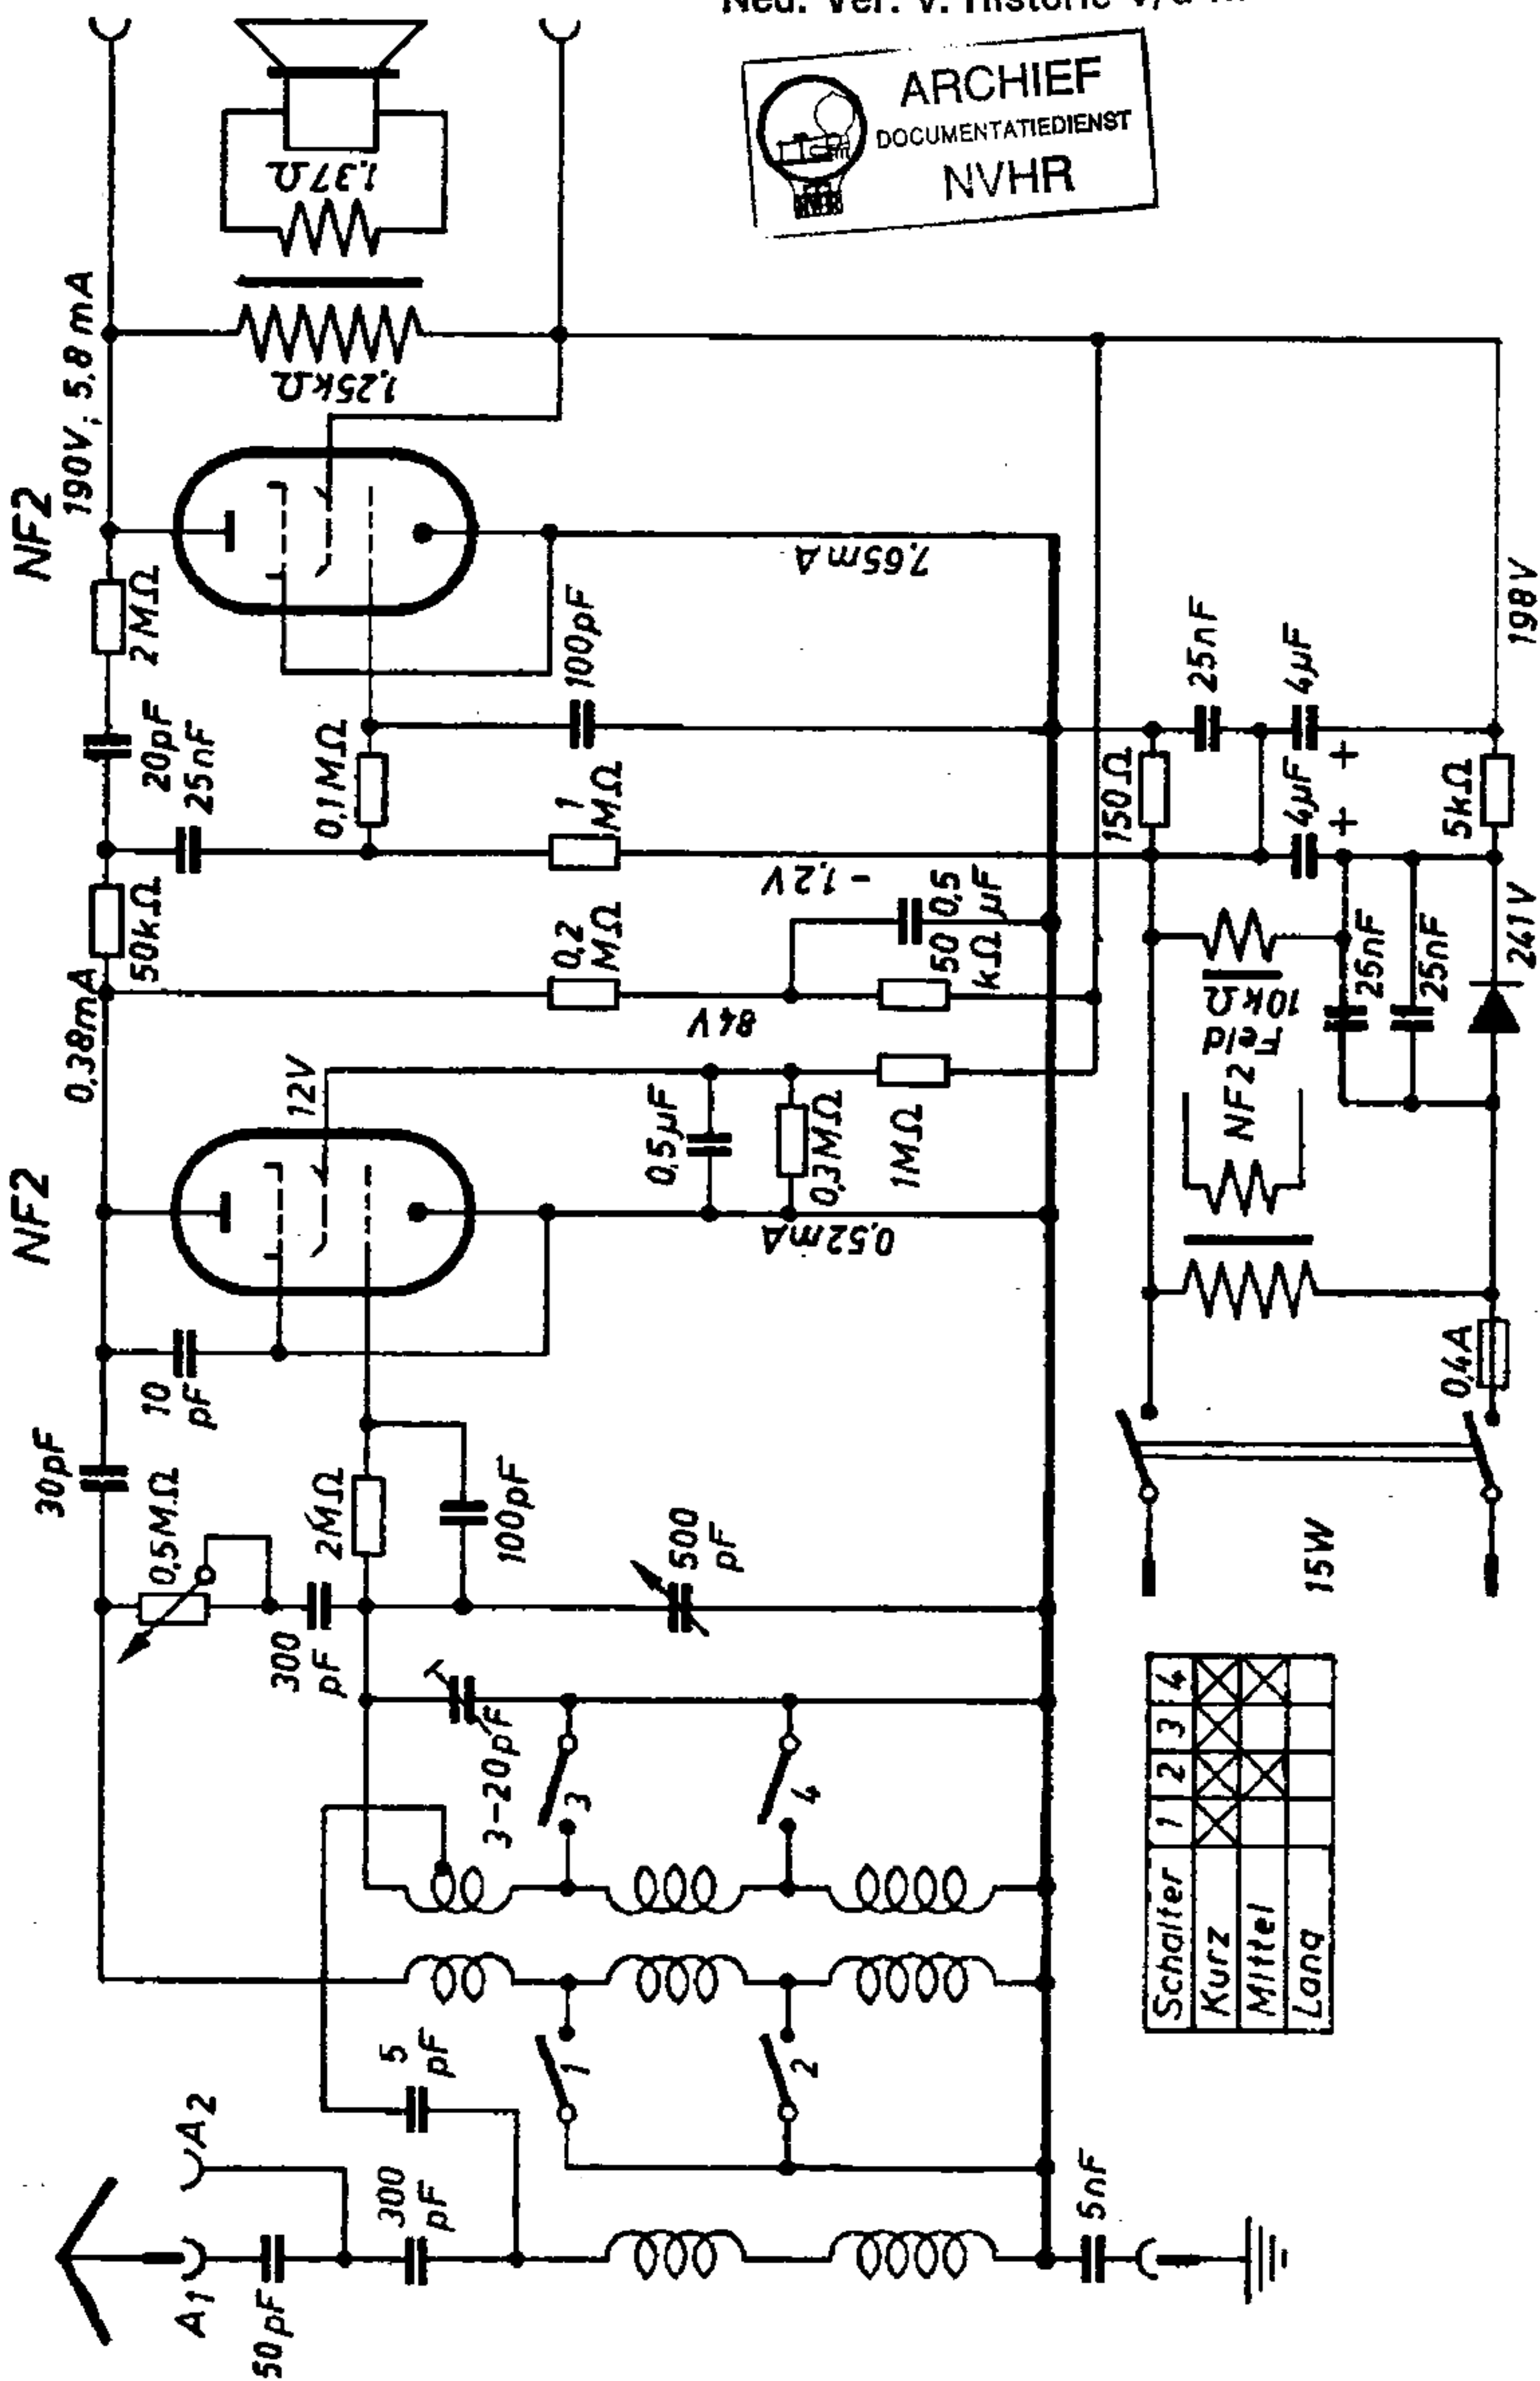 ARCHIEF
DOCUMENTATIEDIENST
NVHR
NF2
190V; 5,8 mA
1,37Ω
1,25kΩ
2MΩ
20pF
25nF
0,1MΩ
100pF
7,65mA
1
MΩ
-1,2V
50kΩ
0,38mA
0,2
MΩ
84V
0,5
µF
50
kΩ
150Ω
25nF
4µF
4µF
+
+
5kΩ
198V
241V
25nF
25nF
10kΩ
Feld
NF2
NF2
12V
0,5µF
0,3MΩ
1MΩ
0,52mA
10
pF
30pF
0,5MΩ
2MΩ
100pF
300
pF
500
pF
3-20pF
3
4
1
2
5
pF
A1
A2
50pF
300
pF
5nF
0,4A
15W
Schalter 1 2 3 4
Kurz
Mittel
Lang